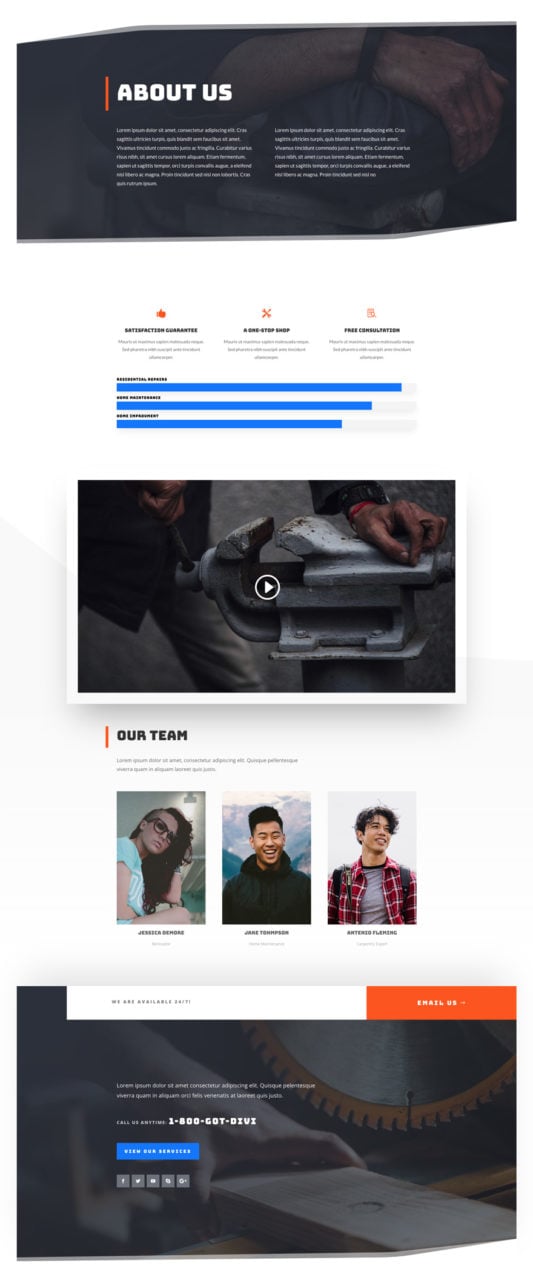 ABOUT US
Lorem ipsum dolor sit amet, consectetur adipiscing elit. Cras
sagittis ultricies turpis, quis blandit sem faucibus sit amet.
Vivamus tincidunt commodo justo ac fringilla. Curabitur varius
risus nibh, sit amet cursus lorem aliquam. Etiam fermentum,
sapien ut sagittis tempor, orci turpis convallis augue, a eleifend
nisl libero ac magna. Proin tincidunt sed nisl non lobortis. Cras
quis rutrum ipsum.
Lorem ipsum dolor sit amet, consectetur adipiscing elit. Cras
sagittis ultricies turpis, quis blandit sem faucibus sit amet.
Vivamus tincidunt commodo justo ac fringilla. Curabitur varius
risus nibh, sit amet cursus lorem aliquam. Etiam fermentum,
sapien ut sagittis tempor, orci turpis convallis augue, a eleifend
nisl libero ac magna. Proin tincidunt sed nisl no
SATISFACTION GUARANTEE
Mauris ut maximus sapien malesuada neque.
Sed pharetra nibh suscipit ante tincidunt
ullamcorper.
A ONE-STOP SHOP
Mauris ut maximus sapien malesuada neque.
Sed pharetra nibh suscipit ante tincidunt
ullamcorper.
FREE CONSULTATION
Mauris ut maximus sapien malesuada neque.
Sed pharetra nibh suscipit ante tincidunt
ullamcorper.
RESIDENTIAL REPAIRS
HOME MAINTENANCE
HOME IMPROVMENT
OUR TEAM
Lorem ipsum dolor sit amet, consectetur adipiscing elit. Quisque pellentesque
viverra quam in aliquam laoreet quis justo.
JESSICA DEMORE
JAKE TOHMPSON
Home Maintenance
ANTONIO FLEMING
Carpentry Expert
WE ARE AVAILABLE 24/7!
EMAIL US →
Lorem ipsum dolor sit amet consectetur adipiscing elit. Quisque pellentesque
viverra quam in aliquam orci felis venenatis at laoreet quis justo.
CALL US ANYTIME: 1-800-GOT-DIVI
VIEW OUR SERVICES